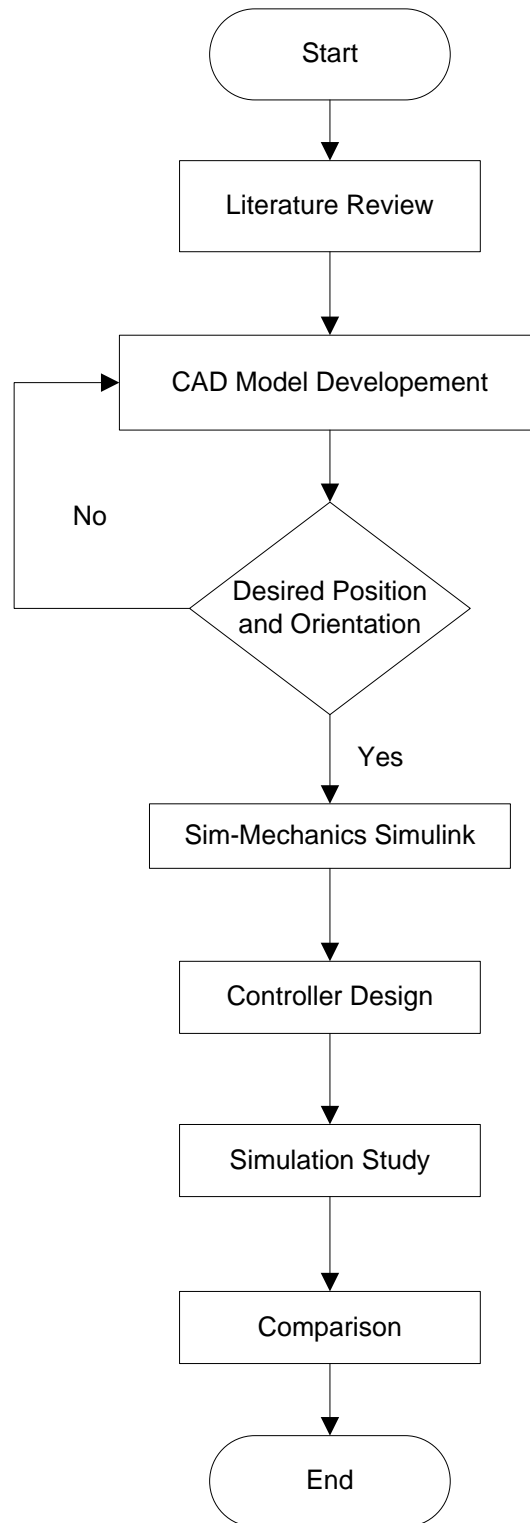 Start
Literature Review
CAD Model Developement
No
Desired Position
and Orientation
Yes
Sim-Mechanics Simulink
Controller Design
Simulation Study
Comparison
End